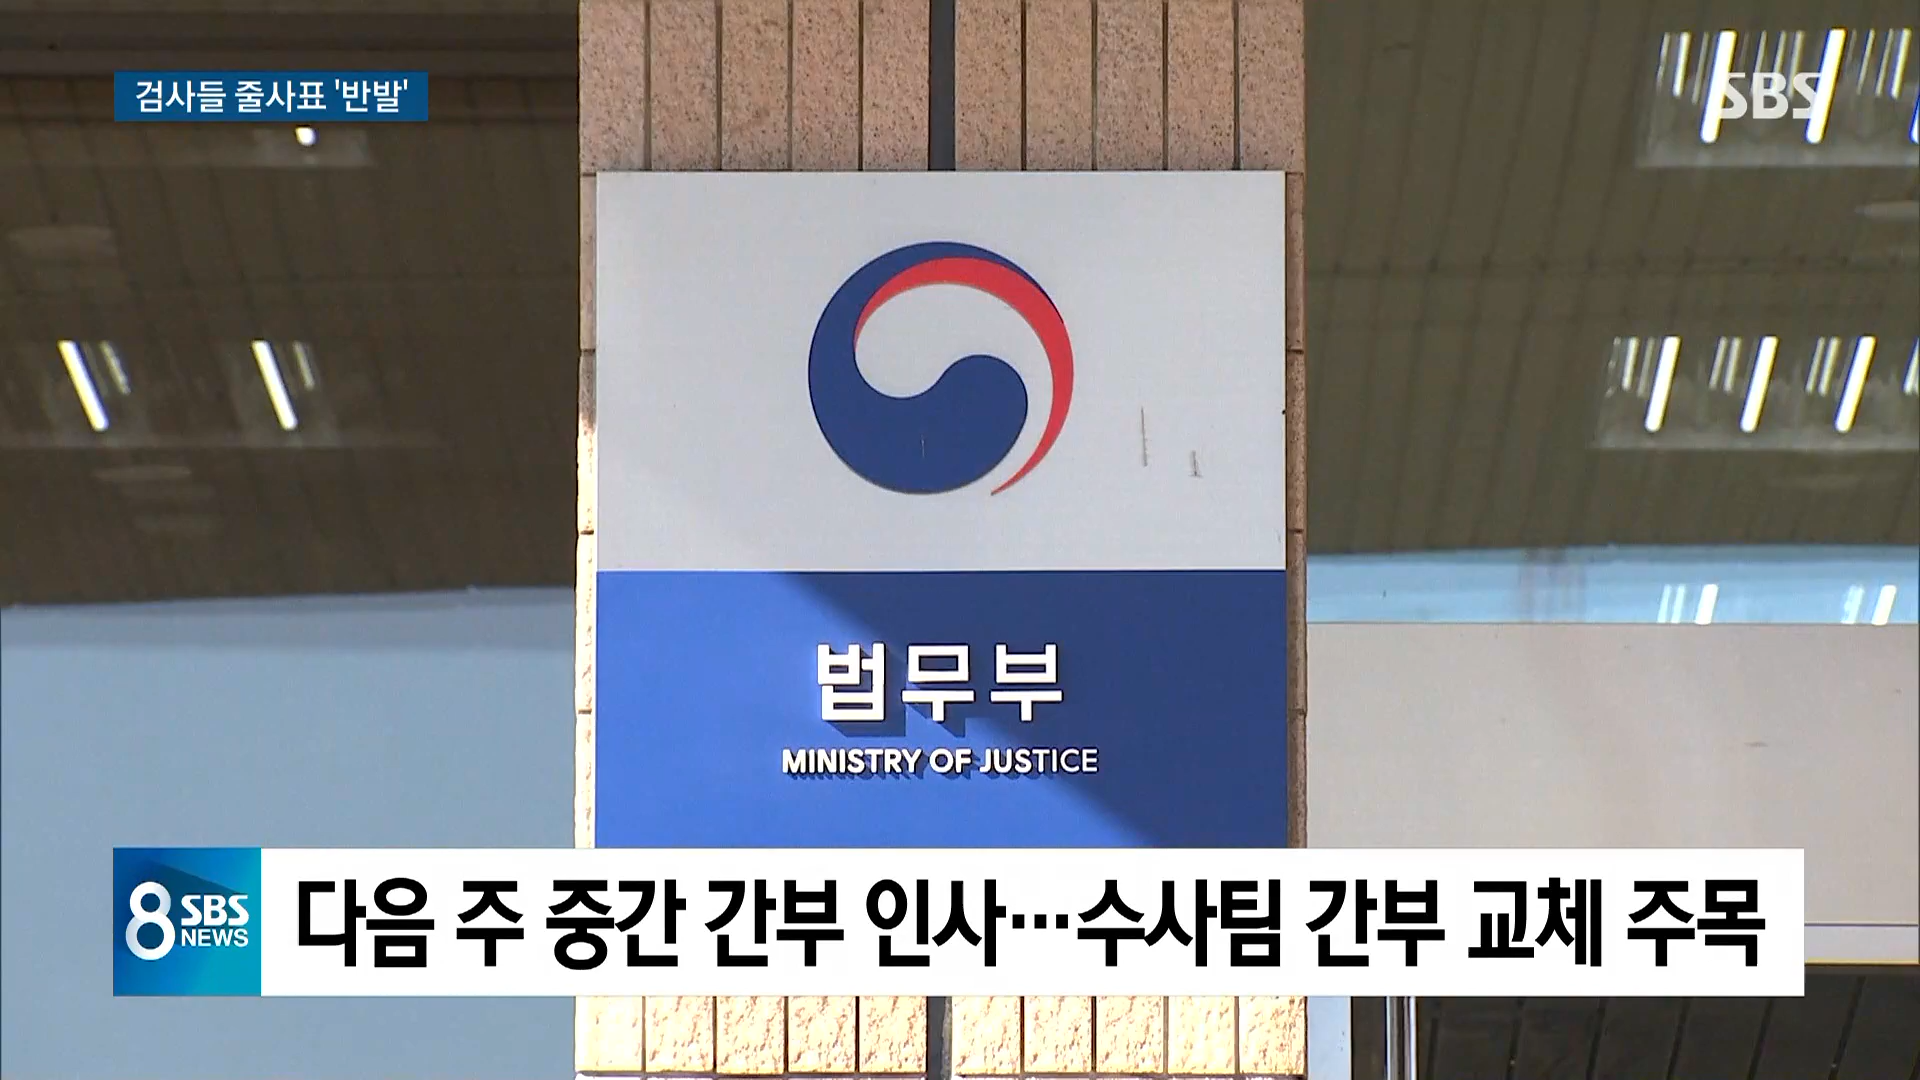 검사들 줄사표 '반발'
SBS
법무부
MINISTRY OF JUSTICE
8 SBS NEWS
다음 주 중간 간부 인사…수사팀 간부 교체 주목